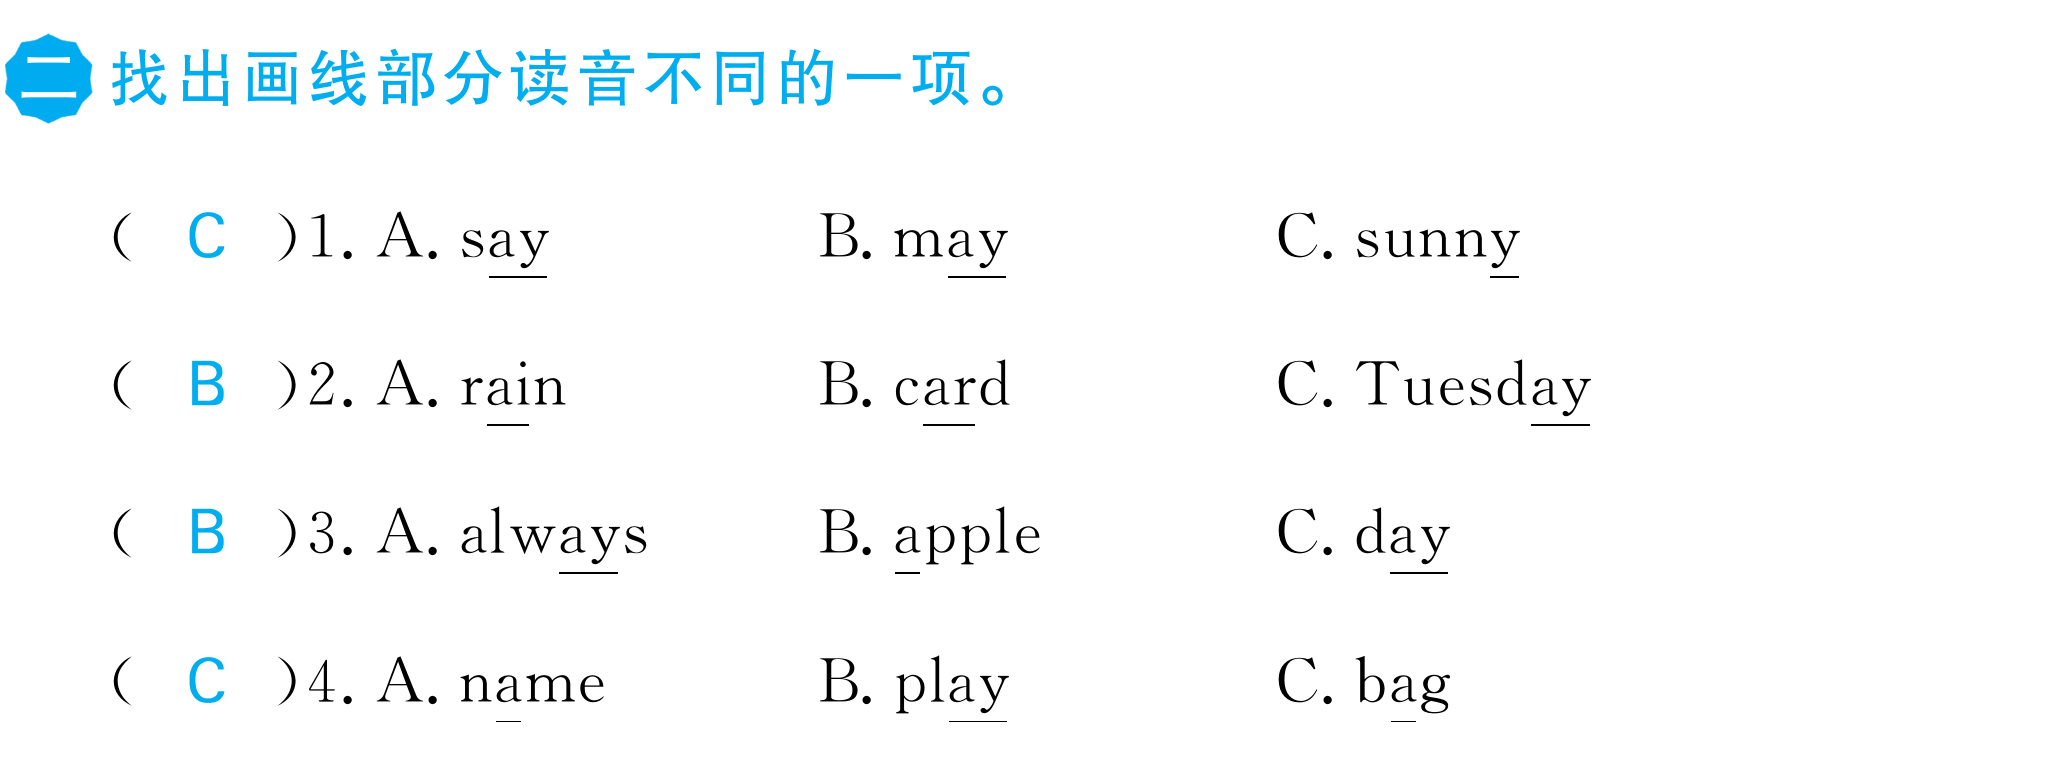 二 找出画线部分读音不同的一项。
( C )1. A. say B. may C. sunny
( B )2. A. rain B. card C. Tuesday
( B )3. A. always B. apple C. day
( C )4. A. name B. play C. bag